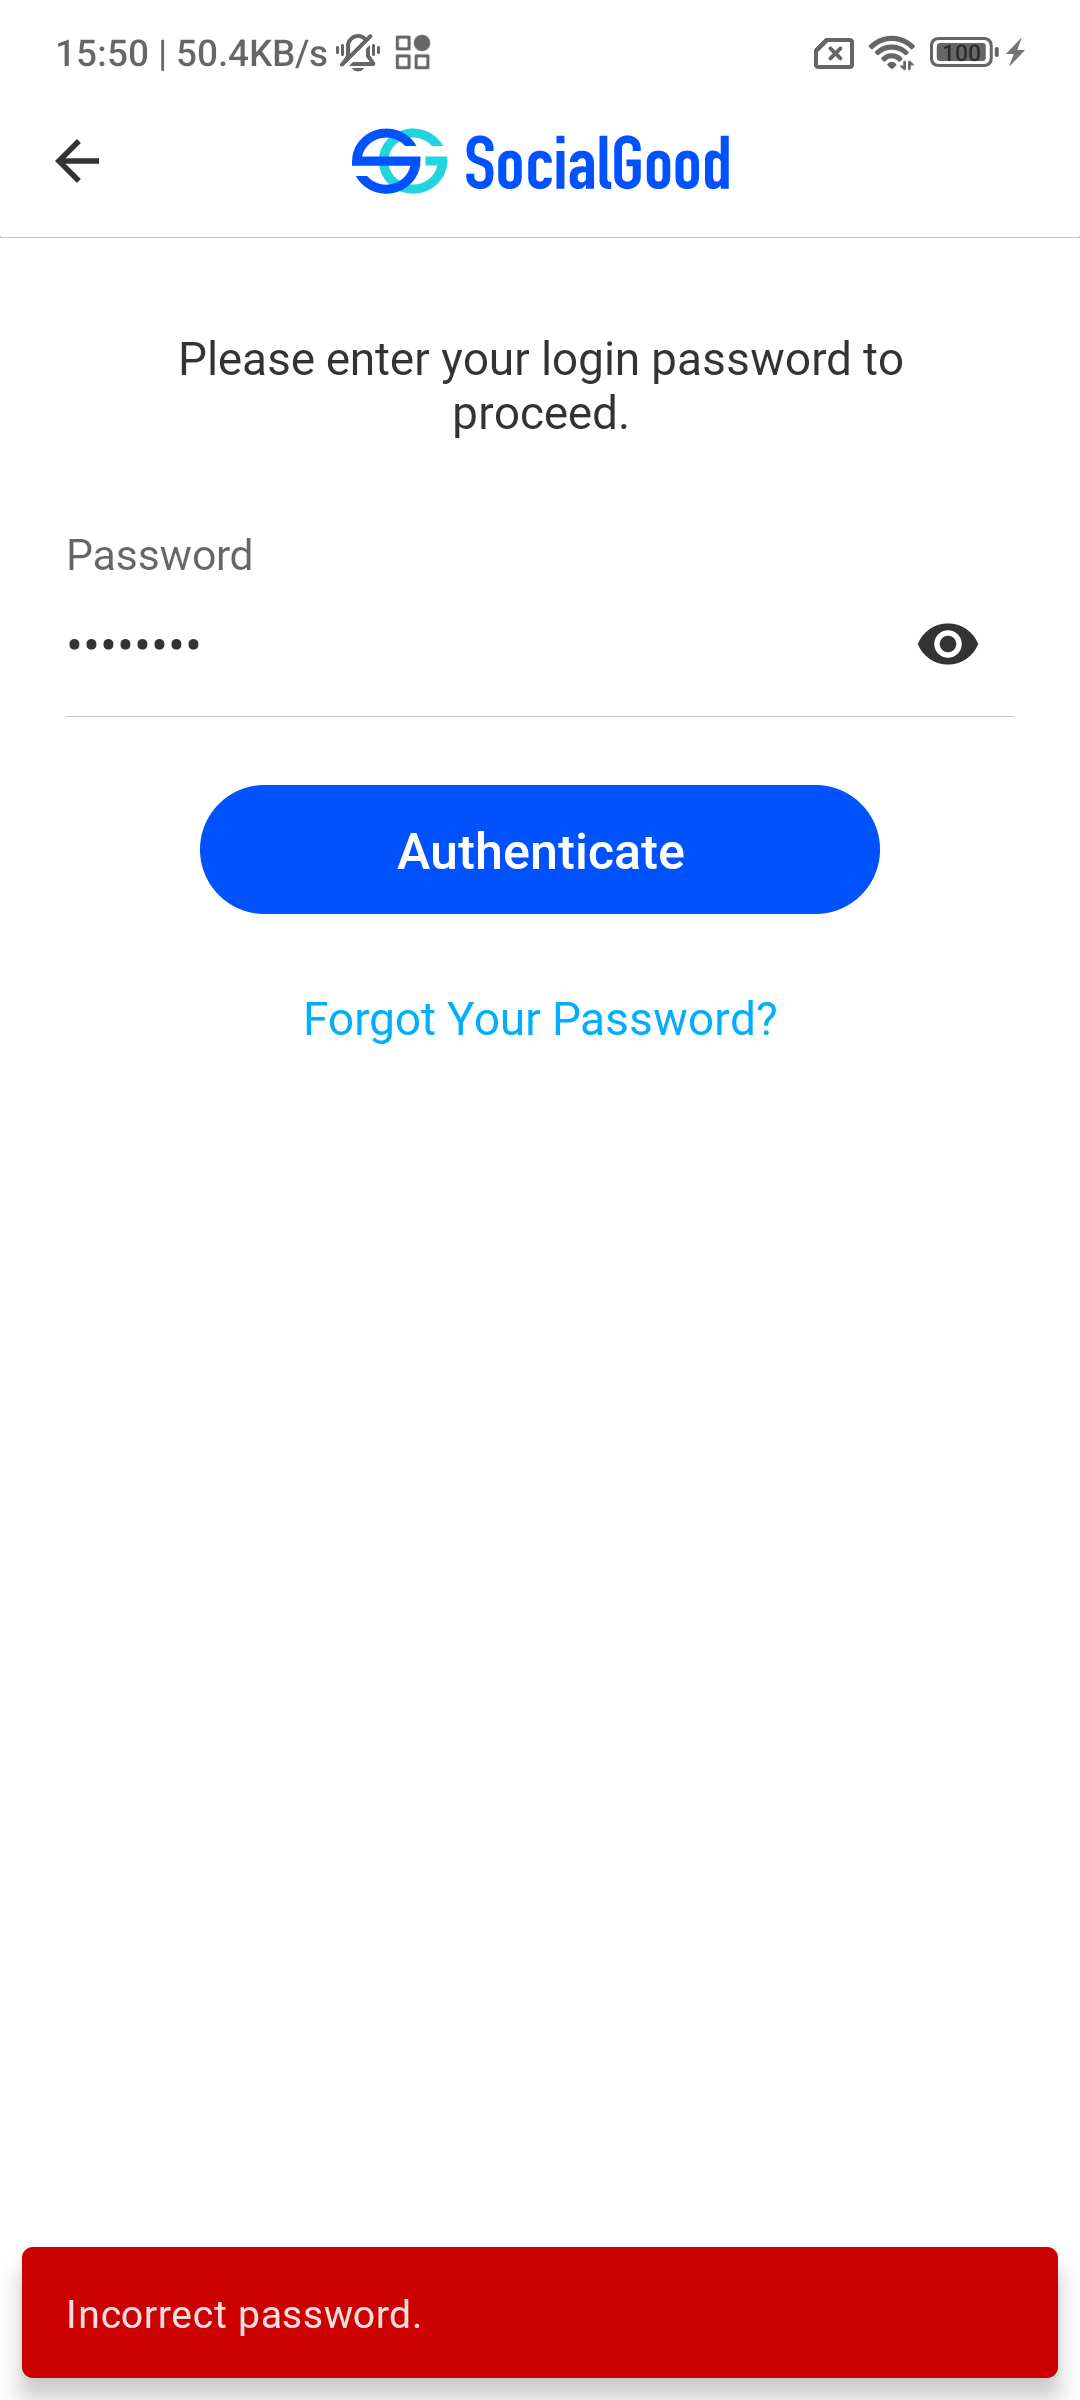 15:50 | 50.4KB/s
100
SocialGood
Please enter your login password to
proceed.
Password
••••••••
Authenticate
Forgot Your Password?
Incorrect password.